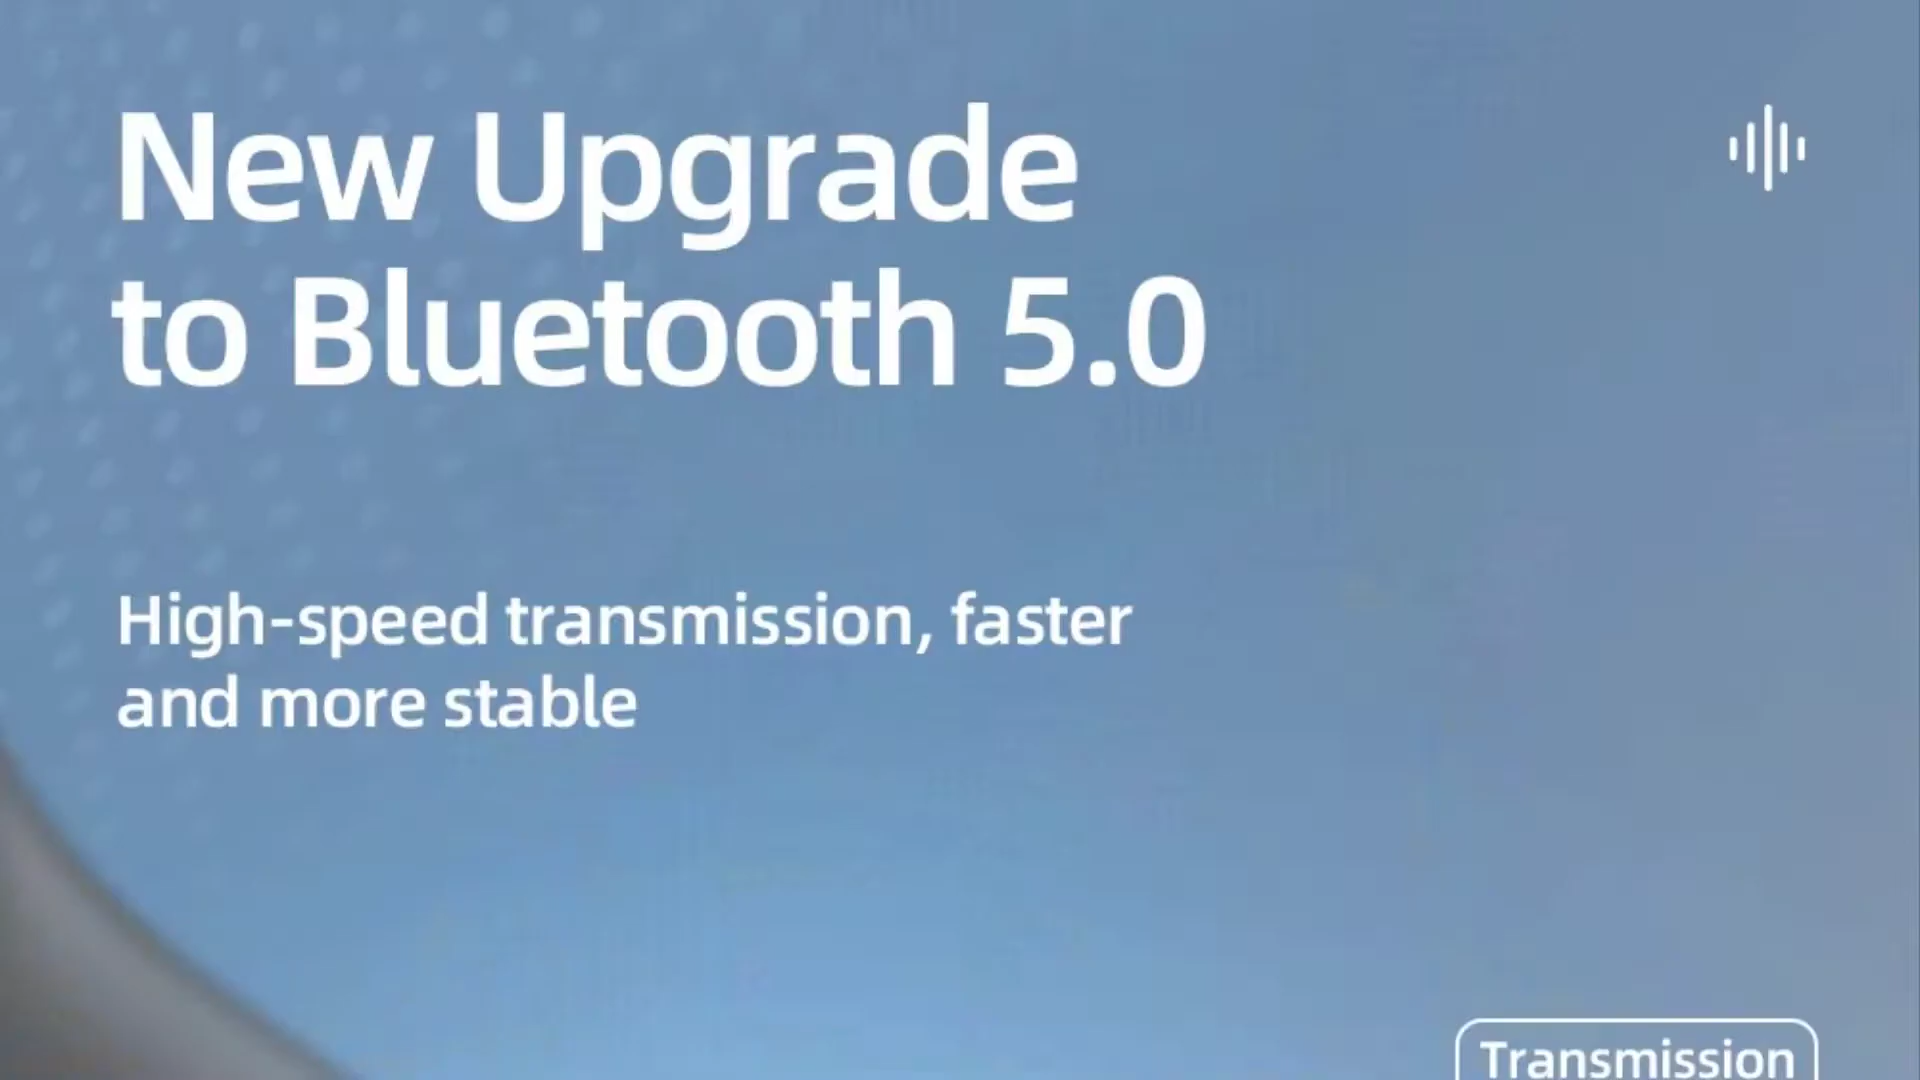 New Upgrade
to Bluetooth 5.0
High-speed transmission, faster
and more stable
Transmission